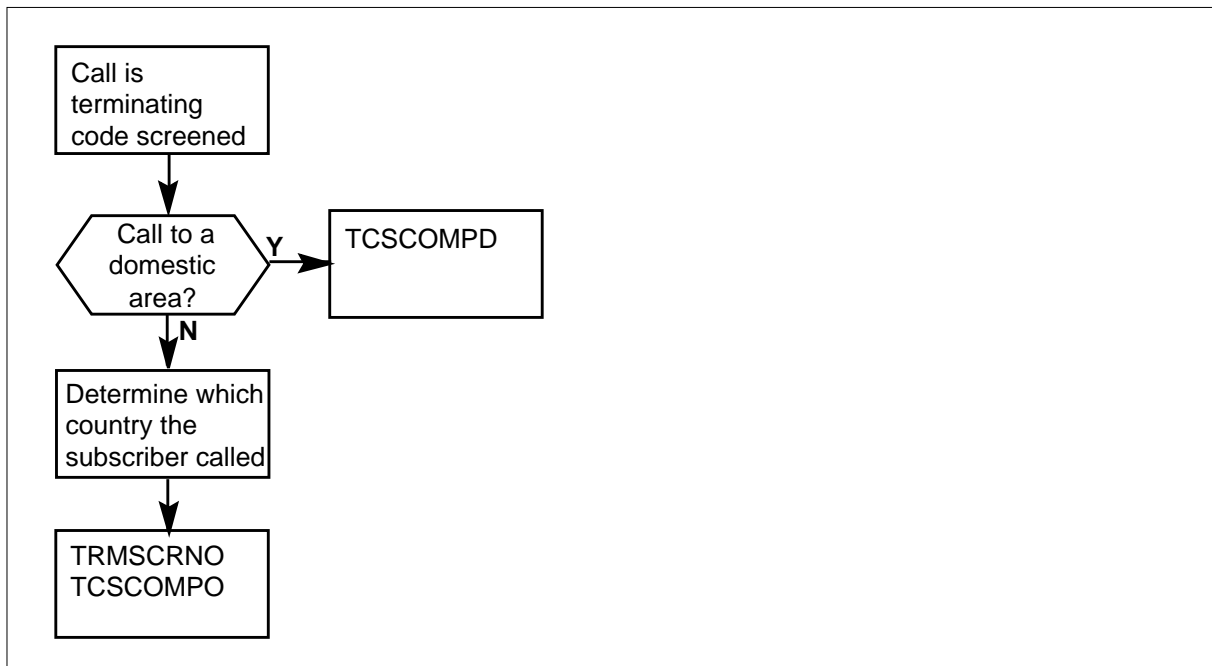 Call is
terminating
code screened
Call to a
domestic
area?
Y
TCSCOMPD
N
Determine which
country the
subscriber called
TRMSCRNO
TCSCOMPO